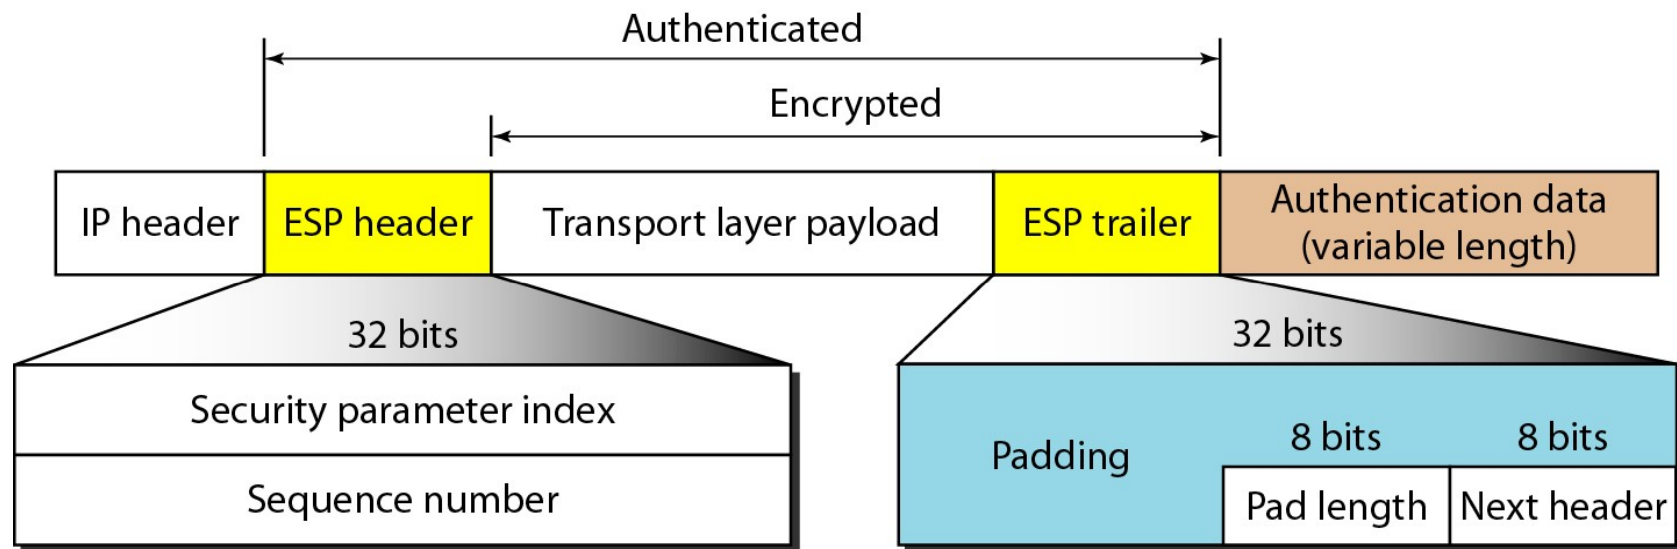 Authenticated
Encrypted
IP header
ESP header
Transport layer payload
ESP trailer
Authentication data
(variable length)
32 bits
32 bits
Security parameter index
Sequence number
Padding
8 bits
8 bits
Pad length
Next header